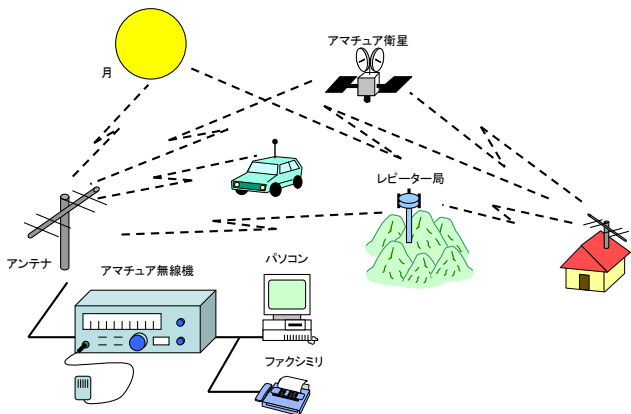 アマチュア衛星
月
レピーター局
アンテナ
アマチュア無線機
パソコン
ファクシミリ